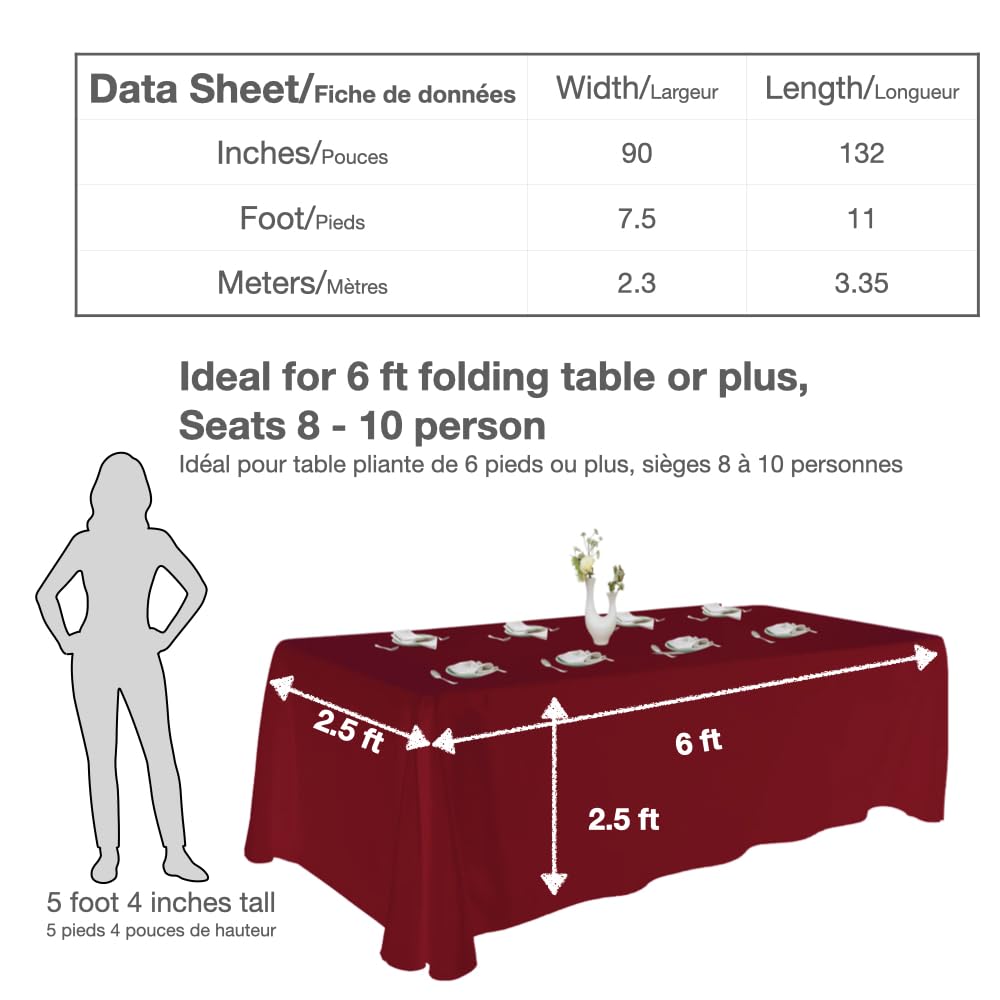 Data Sheet/Fiche de données Width/Largeur Length/Longueur
Inches/Pouces 90 132
Foot/Pieds 7.5 11
Meters/Mètres 2.3 3.35
Ideal for 6 ft folding table or plus,
Seats 8 - 10 person
Idéal pour table pliante de 6 pieds ou plus, sièges 8 à 10 personnes
2.5 ft
6 ft
2.5 ft
5 foot 4 inches tall
5 pieds 4 pouces de hauteur